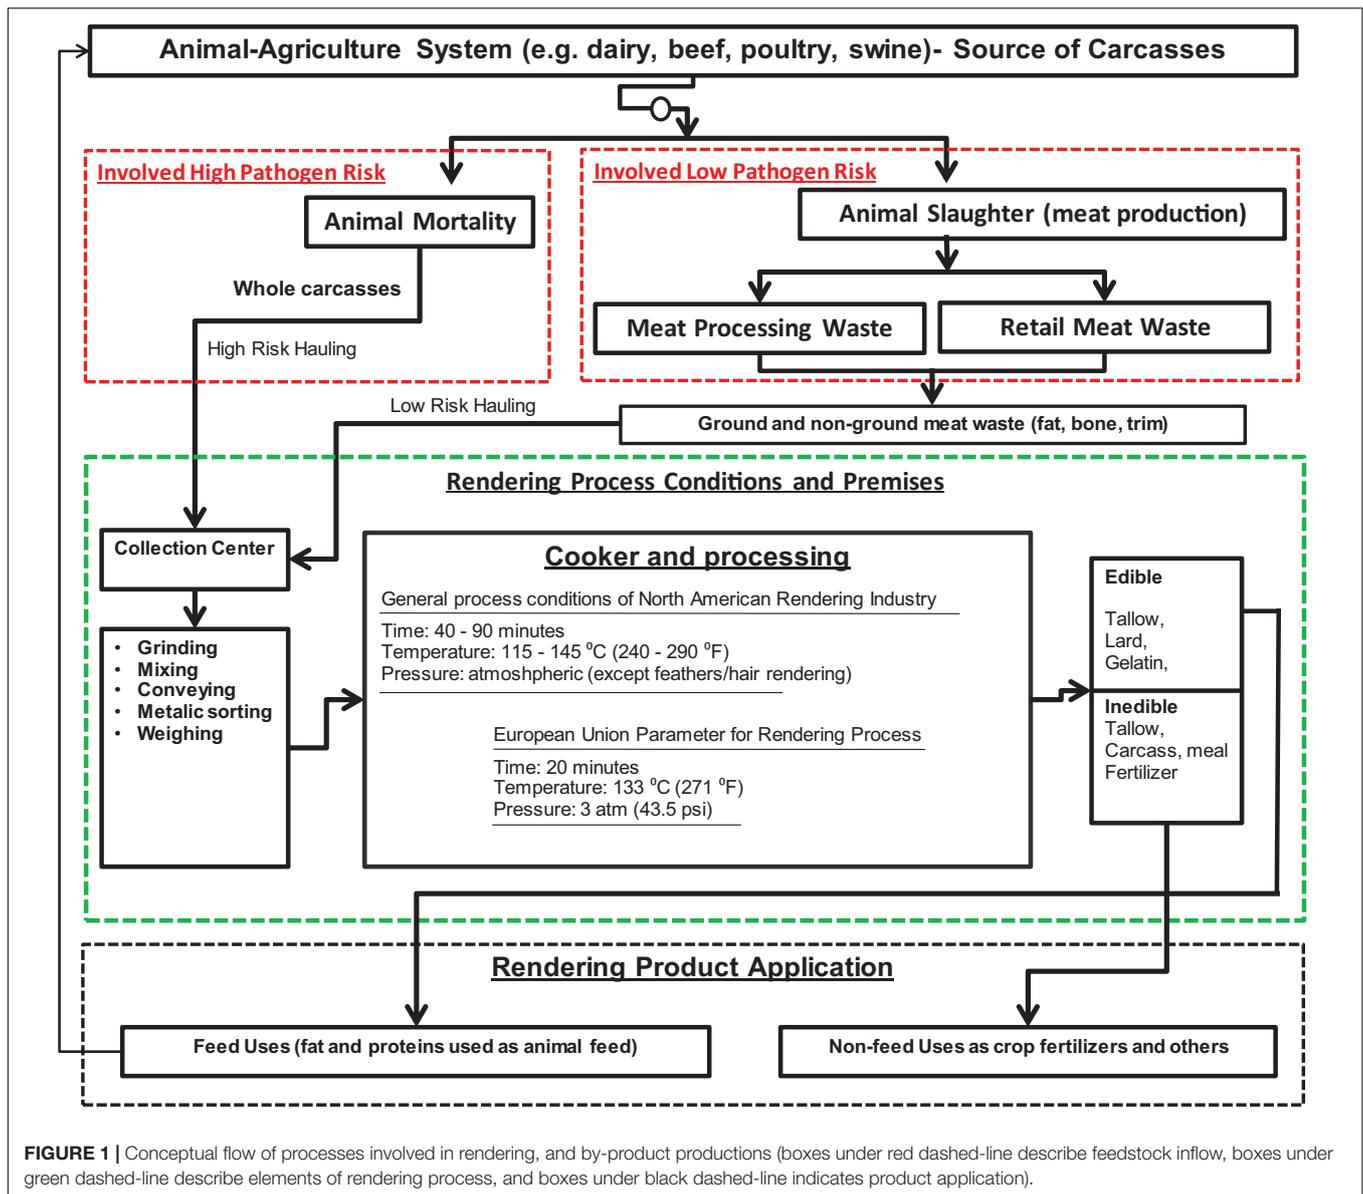 Animal-Agriculture System (e.g. dairy, beef, poultry, swine)- Source of Carcasses
Involved High Pathogen Risk
Involved Low Pathogen Risk
Animal Mortality
Animal Slaughter (meat production)
Whole carcasses
Meat Processing Waste
Retail Meat Waste
High Risk Hauling
Low Risk Hauling
Ground and non-ground meat waste (fat, bone, trim)
Rendering Process Conditions and Premises
Collection Center
• Grinding
• Mixing
• Conveying
• Metalic sorting
• Weighing
Cooker and processing
General process conditions of North American Rendering Industry
Time: 40 - 90 minutes
Temperature: 115 - 145 ⁰C (240 - 290 ⁰F)
Pressure: atmoshpheric (except feathers/hair rendering)
European Union Parameter for Rendering Process
Time: 20 minutes
Temperature: 133 ⁰C (271 ⁰F)
Pressure: 3 atm (43.5 psi)
Edible
Tallow,
Lard,
Gelatin,
Inedible
Tallow,
Carcass, meal
Fertilizer
Rendering Product Application
Feed Uses (fat and proteins used as animal feed)
Non-feed Uses as crop fertilizers and others
FIGURE 1 | Conceptual flow of processes involved in rendering, and by-product productions (boxes under red dashed-line describe feedstock inflow, boxes under
green dashed-line describe elements of rendering process, and boxes under black dashed-line indicates product application).